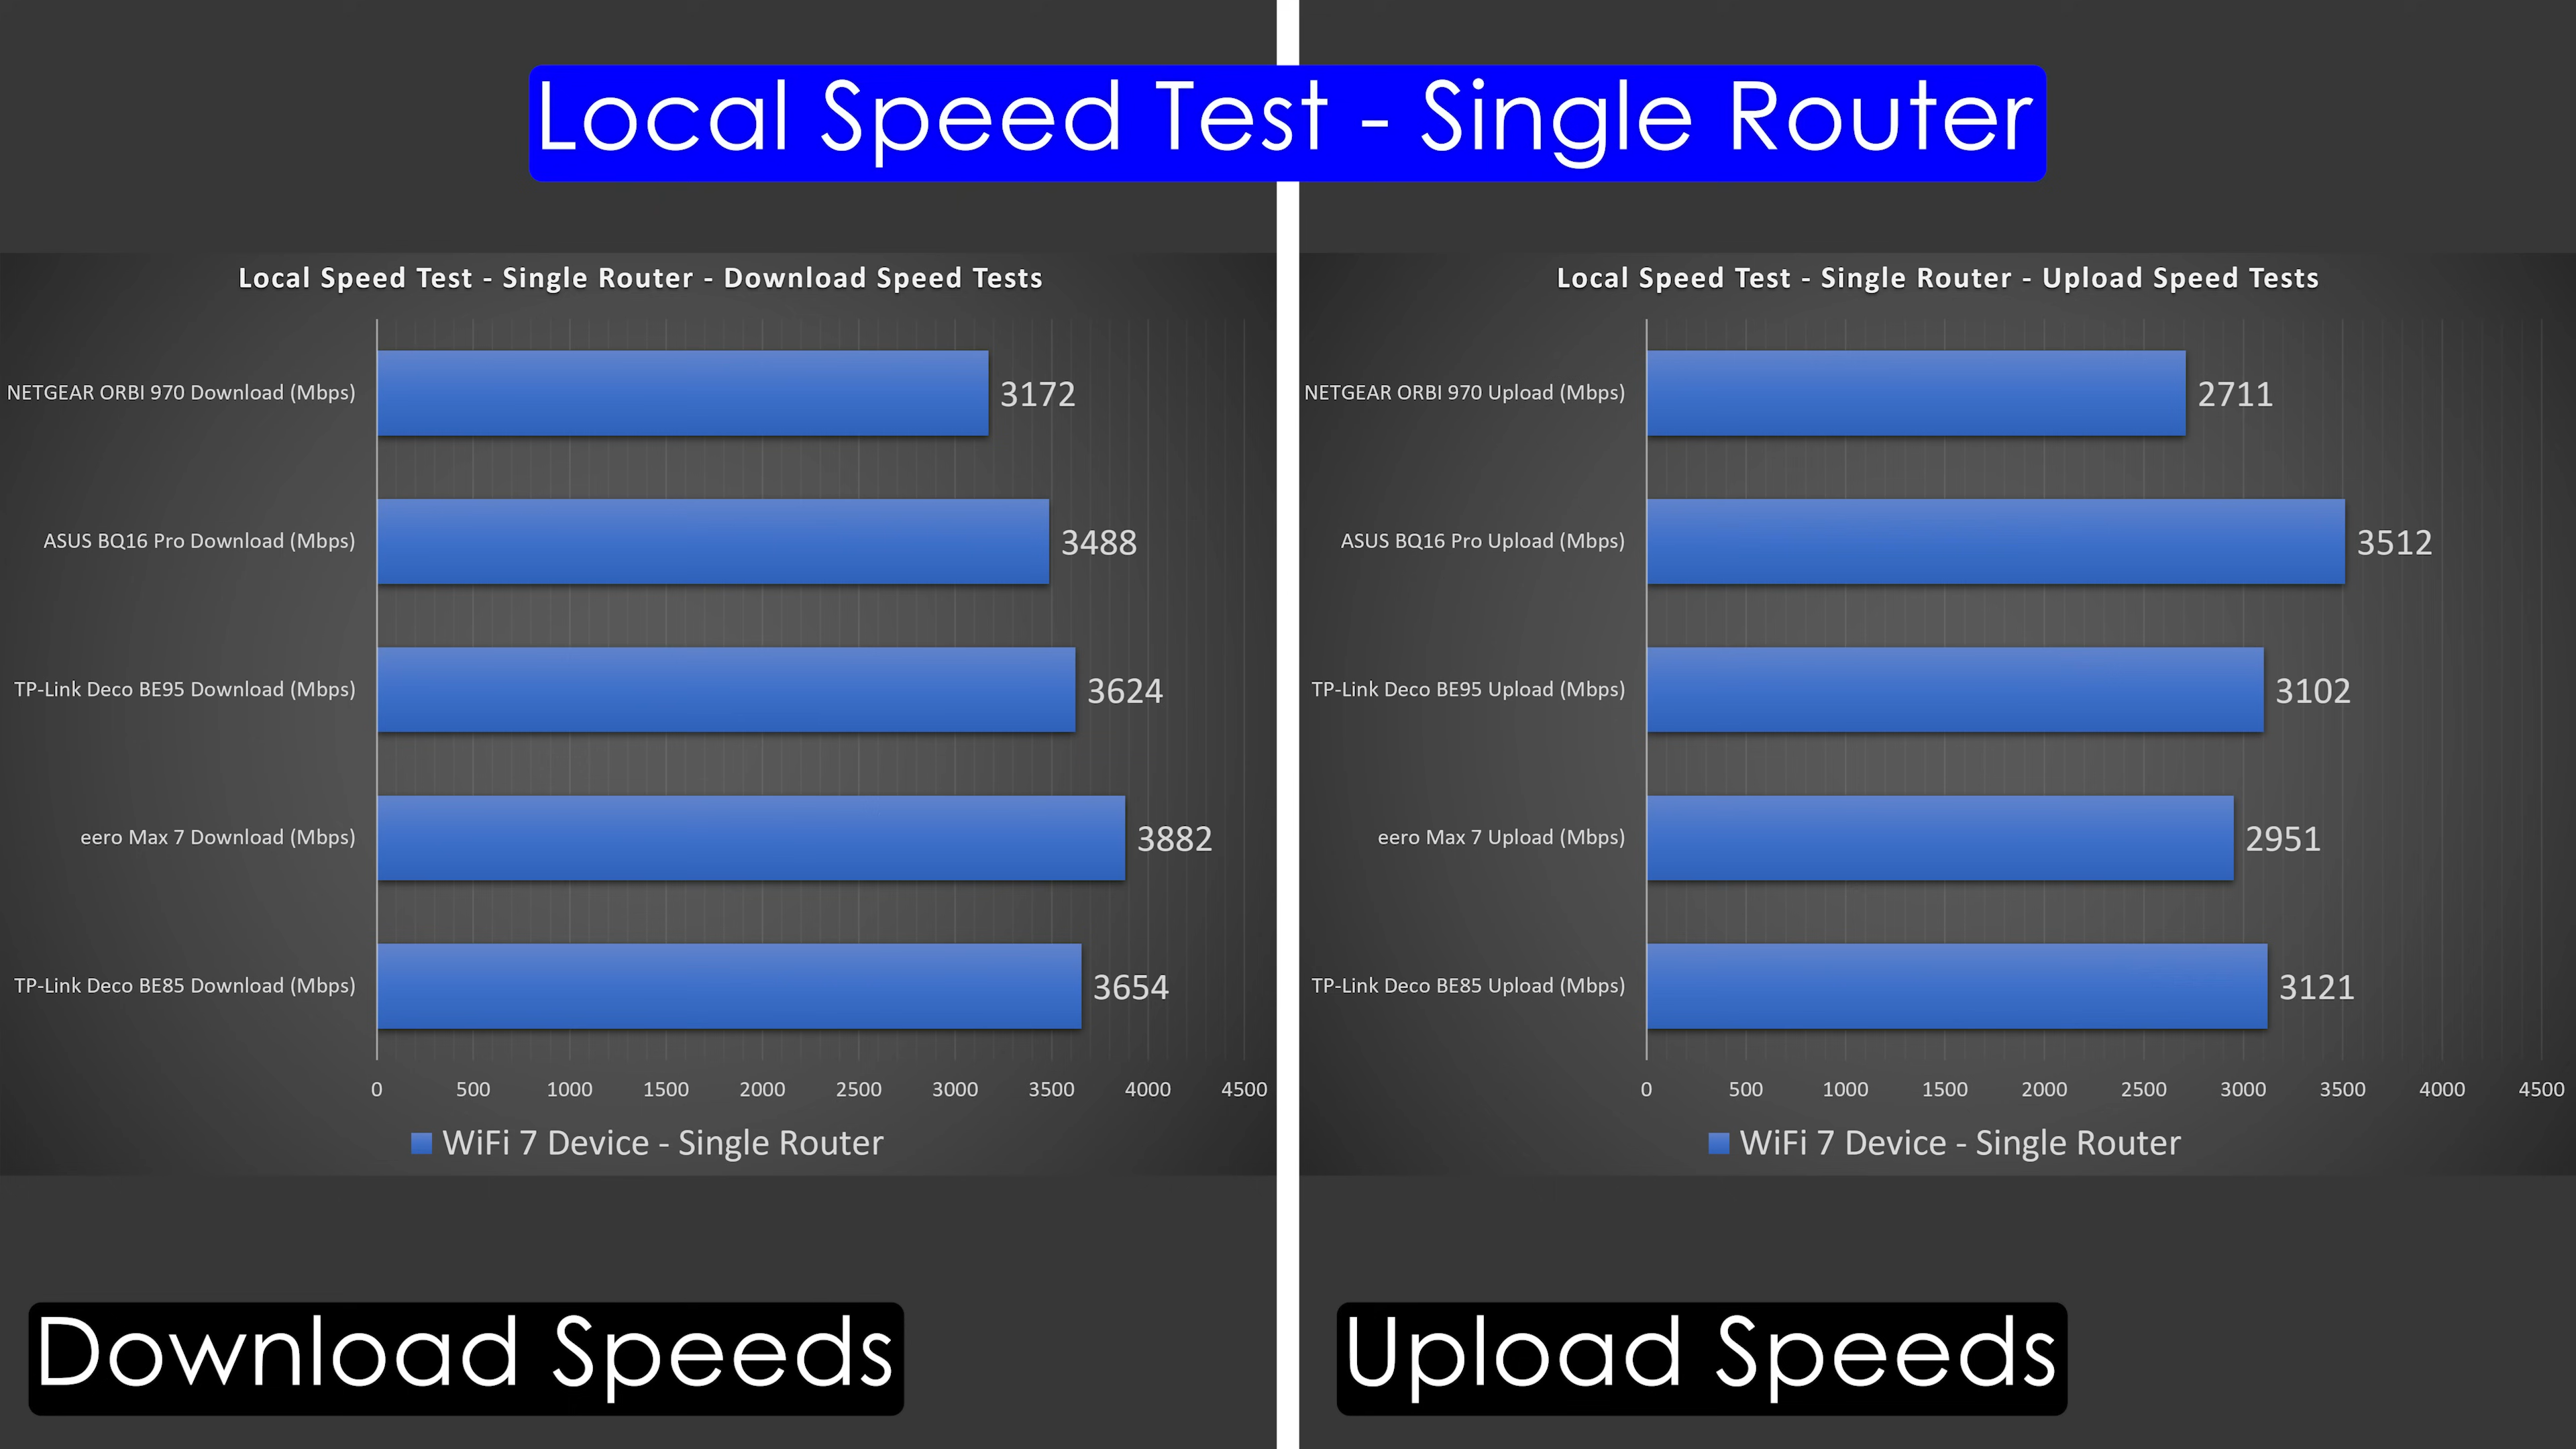 Local Speed Test - Single Router
Local Speed Test - Single Router - Download Speed Tests
NETGEAR ORBI 970 Download (Mbps)
3172
ASUS BQ16 Pro Download (Mbps)
3488
TP-Link Deco BE95 Download (Mbps)
3624
eero Max 7 Download (Mbps)
3882
TP-Link Deco BE85 Download (Mbps)
3654
0 500 1000 1500 2000 2500 3000 3500 4000 4500
WiFi 7 Device - Single Router
Download Speeds
Local Speed Test - Single Router - Upload Speed Tests
NETGEAR ORBI 970 Upload (Mbps)
2711
ASUS BQ16 Pro Upload (Mbps)
3512
TP-Link Deco BE95 Upload (Mbps)
3102
eero Max 7 Upload (Mbps)
2951
TP-Link Deco BE85 Upload (Mbps)
3121
0 500 1000 1500 2000 2500 3000 3500 4000 4500
WiFi 7 Device - Single Router
Upload Speeds